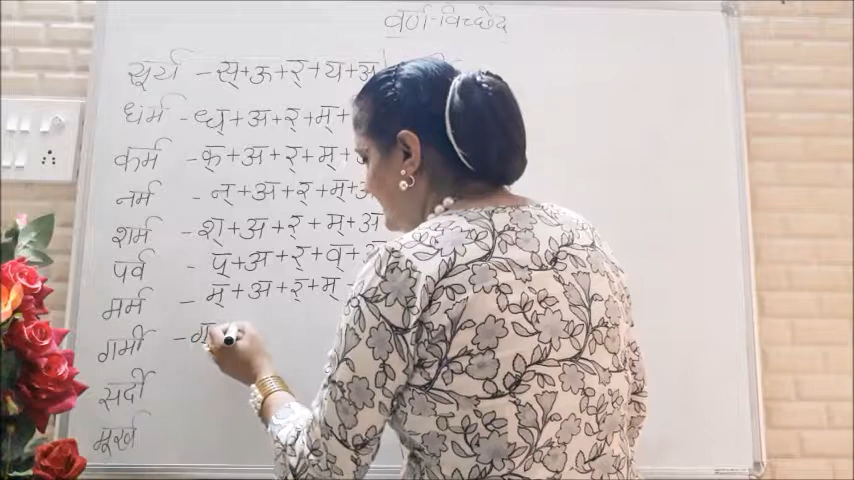 वर्ण-विच्छेद
सूर्य - स्+ऊ+र्+य+अ
धर्म - ध्+अ+र्+म्+
कर्म - क्+अ+र्+म्+
नर्म - न्+अ+र्+म्+अ
शर्म - श्+अ+र्+म्+अ
पर्व - प्+अ+र्+व्+
मर्म - म्+अ+र्+म्
गर्मी - ग
सर्दी
मूर्ख